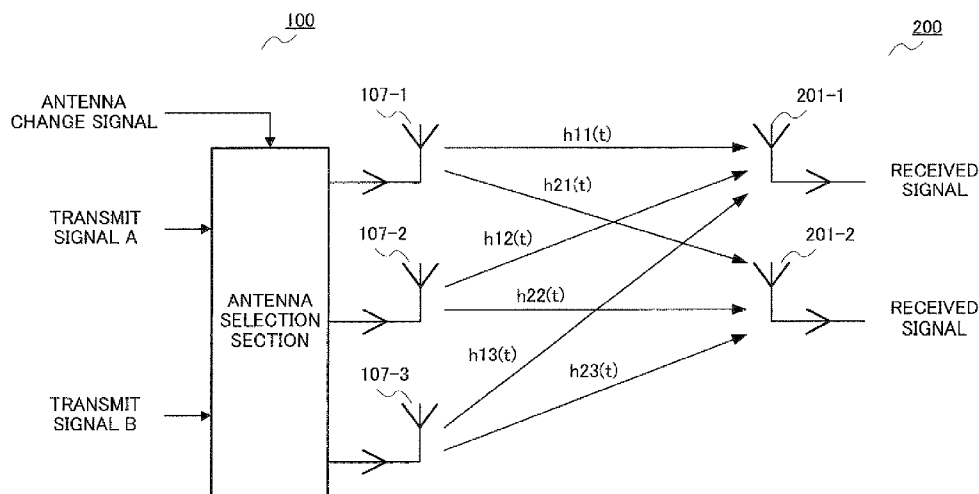 100
200
ANTENNA
CHANGE SIGNAL
107-1
201-1
h11(t)
RECEIVED
SIGNAL
h21(t)
TRANSMIT
SIGNAL A
107-2
h12(t)
201-2
ANTENNA
SELECTION
SECTION
h22(t)
RECEIVED
SIGNAL
h13(t)
h23(t)
107-3
TRANSMIT
SIGNAL B